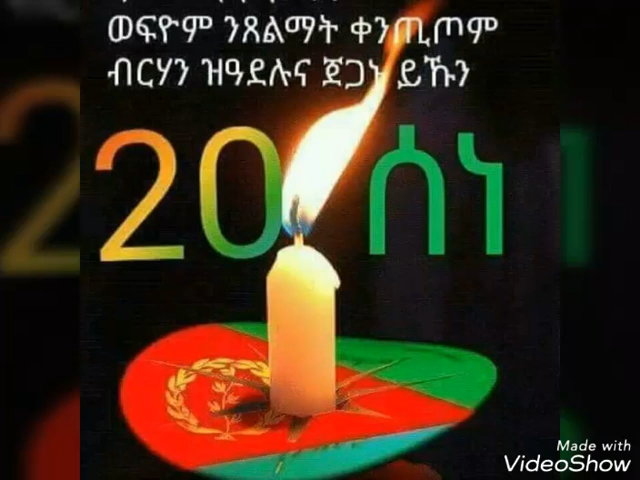 ወፍዮም ንጸልማት ቀንጢጦም
ብርሃን ዝዓደሉና ጀጋኑ ይኹን
20 ሰነ
Made with
VideoShow